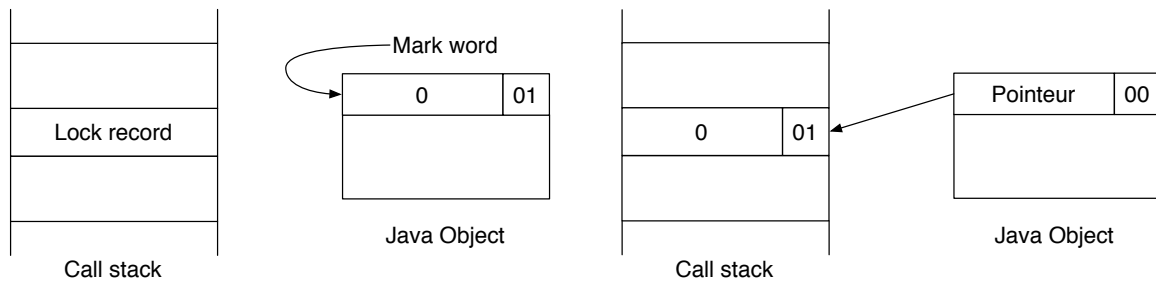 Mark word
0 01
Lock record
Java Object
Call stack
Pointeur 00
0 01
Java Object
Call stack